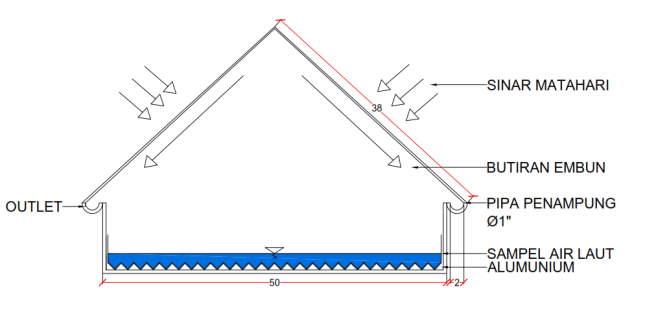 38
SINAR MATAHARI
BUTIRAN EMBUN
OUTLET
PIPA PENAMPUNG
Ø1"
SAMPEL AIR LAUT
ALUMUNIUM
50
2